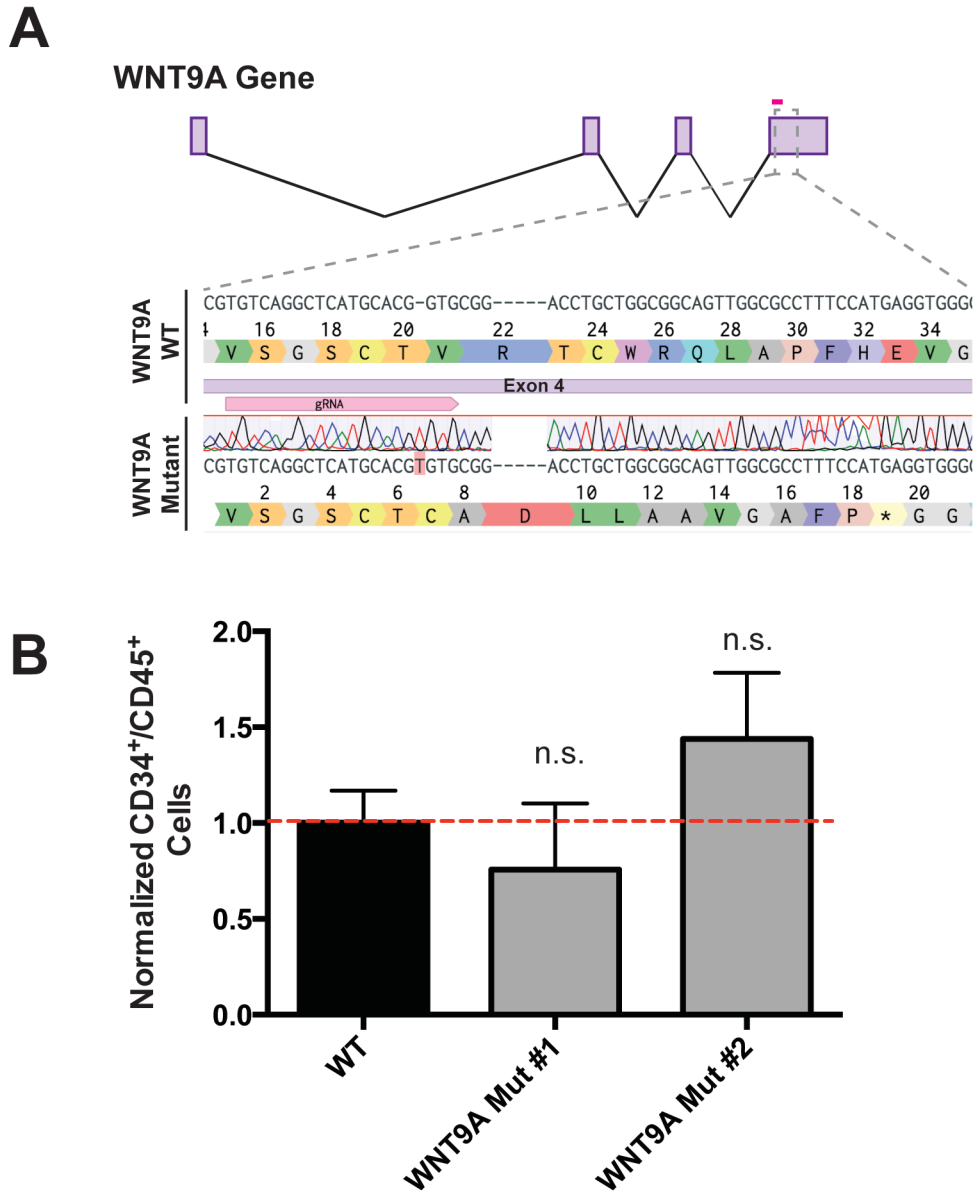 A
WNT9A Gene
WNT9A WT
CGTGTCAGGCTCATGCACG-GTGCGG-----ACCTGCTGGCGGCAGTTGGCGCCTTTCCATGAGGTGGGG
16 18 20 22 24 26 28 30 32 34
V S G S C T V R T C W R Q L A P F H E V G
Exon 4
gRNA
WNT9A Mutant
CGTGTCAGGCTCATGCACGTGTGCGG-----ACCTGCTGGCGGCAGTTGGCGCCTTTCCATGAGGTGGGG
2 4 6 8 10 12 14 16 18 20
V S G S C T C A D L L A A V G A F P * G G
B
Normalized CD34+/CD45+ Cells
2.0
1.5
1.0
0.5
0.0
n.s.
n.s.
WT
WNT9A Mut #1
WNT9A Mut #2